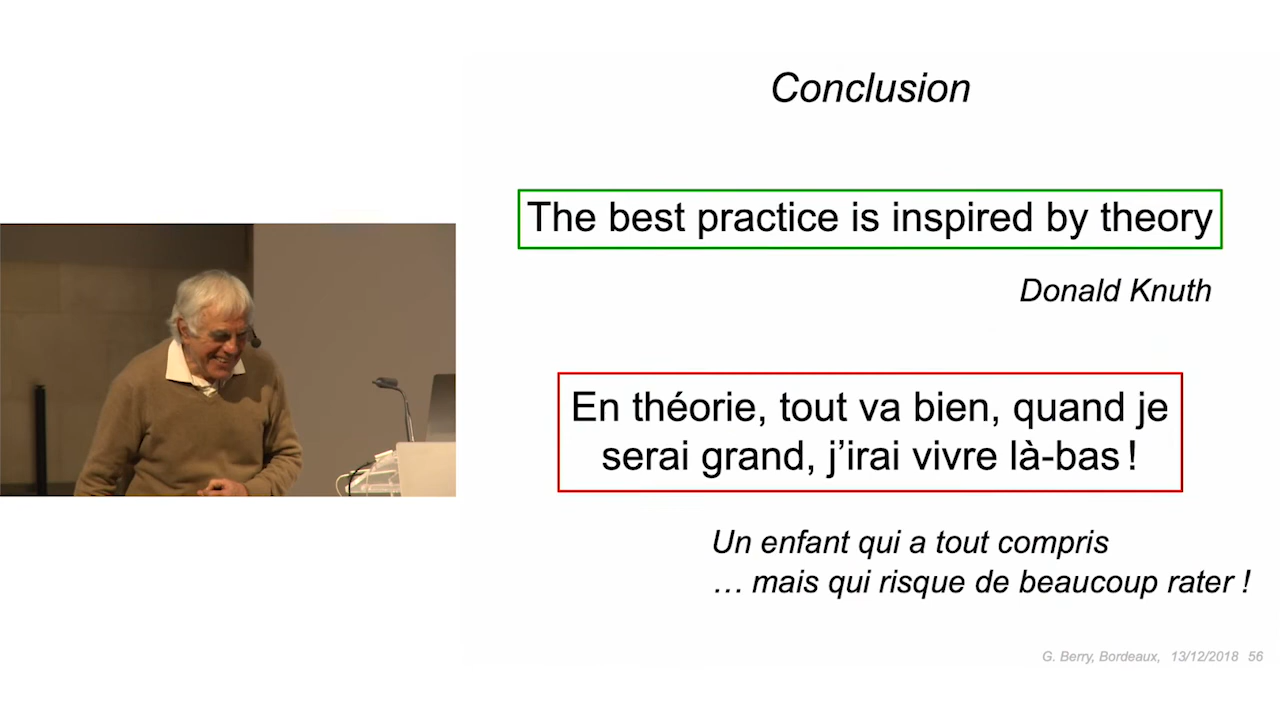 Conclusion
The best practice is inspired by theory
Donald Knuth
En théorie, tout va bien, quand je
serai grand, j’irai vivre là-bas !
Un enfant qui a tout compris
… mais qui risque de beaucoup rater !
G. Berry, Bordeaux, 13/12/2018 56